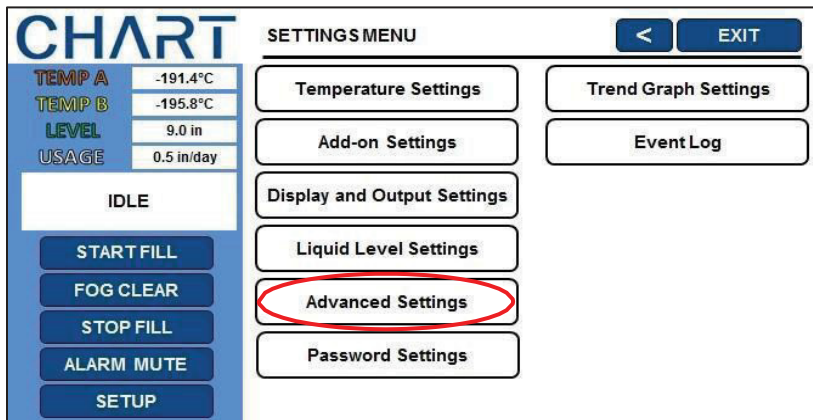 CHART
SETTINGS MENU
<
EXIT
TEMP A
-191.4°C
TEMP B
-195.8°C
LEVEL
9.0 in
USAGE
0.5 in/day
IDLE
START FILL
FOG CLEAR
STOP FILL
ALARM MUTE
SETUP
Temperature Settings
Add-on Settings
Display and Output Settings
Liquid Level Settings
Advanced Settings
Password Settings
Trend Graph Settings
Event Log